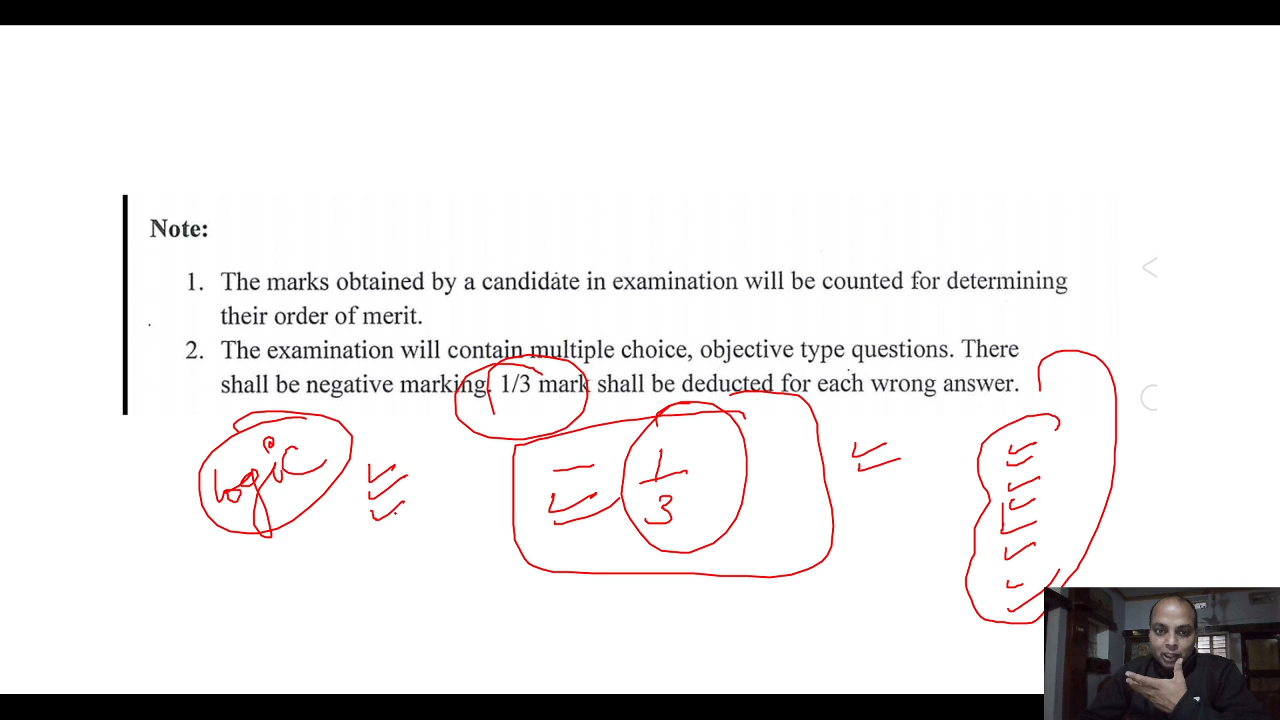 Note:
1. The marks obtained by a candidate in examination will be counted for determining
their order of merit.
2. The examination will contain multiple choice, objective type questions. There
shall be negative marking. 1/3 mark shall be deducted for each wrong answer.
logic
1
3